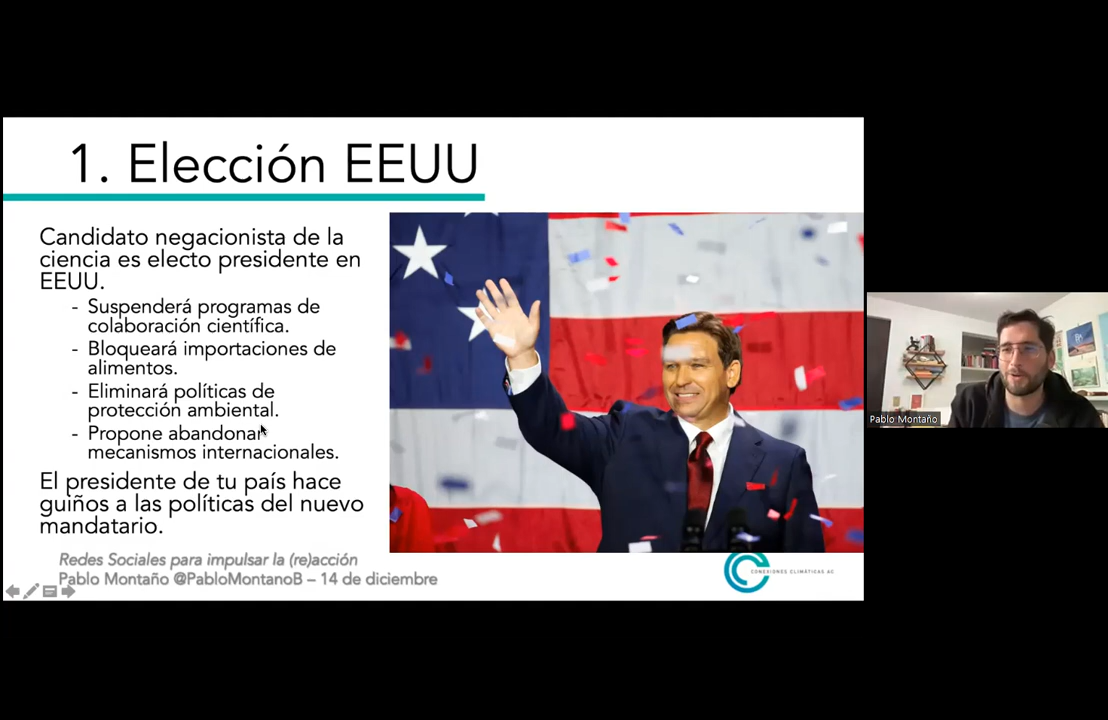 1. Elección EEUU
Candidato negacionista de la
ciencia es electo presidente en
EEUU.
- Suspenderá programas de
colaboración científica.
- Bloqueará importaciones de
alimentos.
- Eliminará políticas de
protección ambiental.
- Propone abandonar
mecanismos internacionales.
El presidente de tu país hace
guiños a las políticas del nuevo
mandatario.
Redes Sociales para impulsar la (re)acción
Pablo Montaño @PabloMontanoB – 14 de diciembre
CONEXIONES CLIMÁTICAS AC
Pablo Montaño